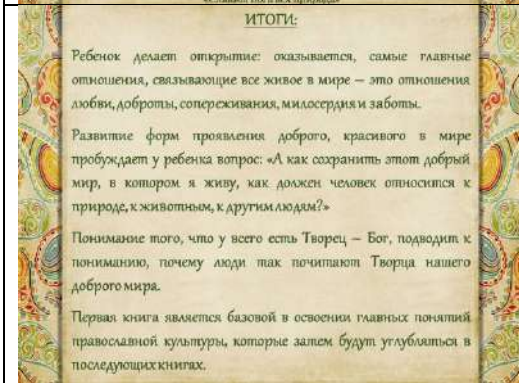 ИТОГИ:
Ребенок делает открытие: оказывается, самые главные
отношения, связывающие все живое в мире – это отношения
любви, доброты, сопереживания, милосердия и заботы.
Развитие форм проявления доброго, красивого в мире
пробуждает у ребенка вопрос: «А как сохранить этот добрый
мир, в котором я живу, как должен человек относится к
природе, к животным, к другим людям?»
Понимание того, что у всего есть Творец – Бог, подводит к
пониманию, почему люди так почитают Творца нашего
доброго мира.
Первая книга является базовой в освоении главных понятий
православной культуры, которые затем будут углубляться в
последующих книгах.